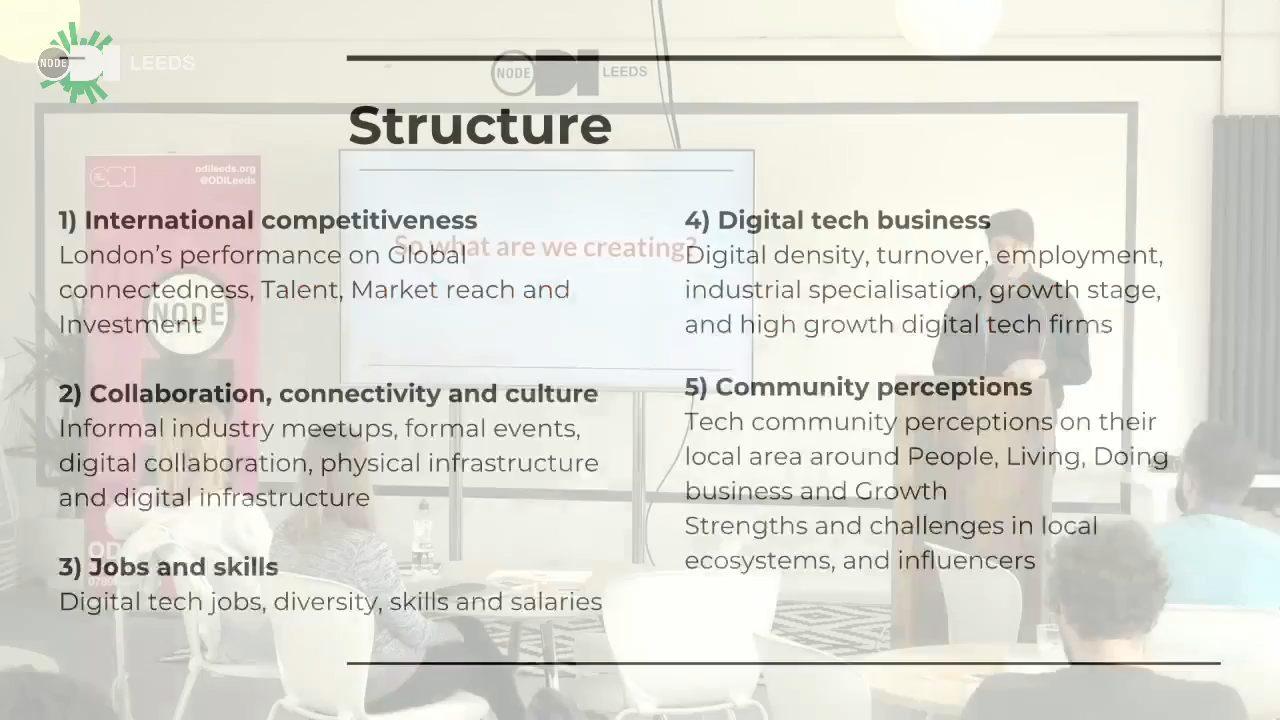 NODE
LEEDS
NODE ODI LEEDS
Structure
odileeds.org
@ODILeeds
So what are we creating?
1) International competitiveness
London’s performance on Global
connectedness, Talent, Market reach and
Investment
NODE
2) Collaboration, connectivity and culture
Informal industry meetups, formal events,
digital collaboration, physical infrastructure
and digital infrastructure
3) Jobs and skills
Digital tech jobs, diversity, skills and salaries
4) Digital tech business
Digital density, turnover, employment,
industrial specialisation, growth stage,
and high growth digital tech firms
5) Community perceptions
Tech community perceptions on their
local area around People, Living, Doing
business and Growth
Strengths and challenges in local
ecosystems, and influencers